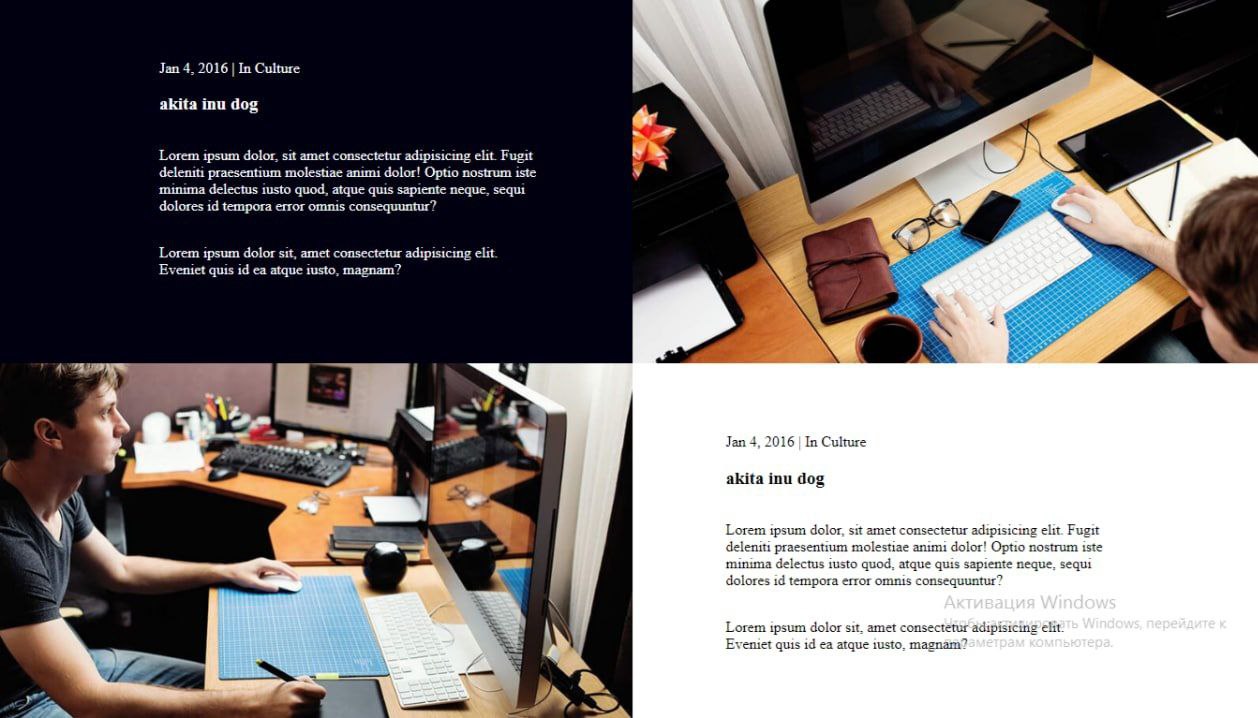 Jan 4, 2016 | In Culture
akita inu dog
Lorem ipsum dolor, sit amet consectetur adipisicing elit. Fugit
deleniti praesentium molestiae animi dolor! Optio nostrum iste
minima delectus iusto quod, atque quis sapiente neque, sequi
dolores id tempora error omnis consequuntur?
Lorem ipsum dolor sit, amet consectetur adipisicing elit.
Eveniet quis id ea atque iusto, magnam?
Jan 4, 2016 | In Culture
akita inu dog
Lorem ipsum dolor, sit amet consectetur adipisicing elit. Fugit
deleniti praesentium molestiae animi dolor! Optio nostrum iste
minima delectus iusto quod, atque quis sapiente neque, sequi
dolores id tempora error omnis consequuntur?
Активация Windows
Lorem ipsum dolor sit, amet consectetur adipisicing elit.
Чтобы активировать Windows, перейдите к
Eveniet quis id ea atque iusto, magnam?
параметрам компьютера.